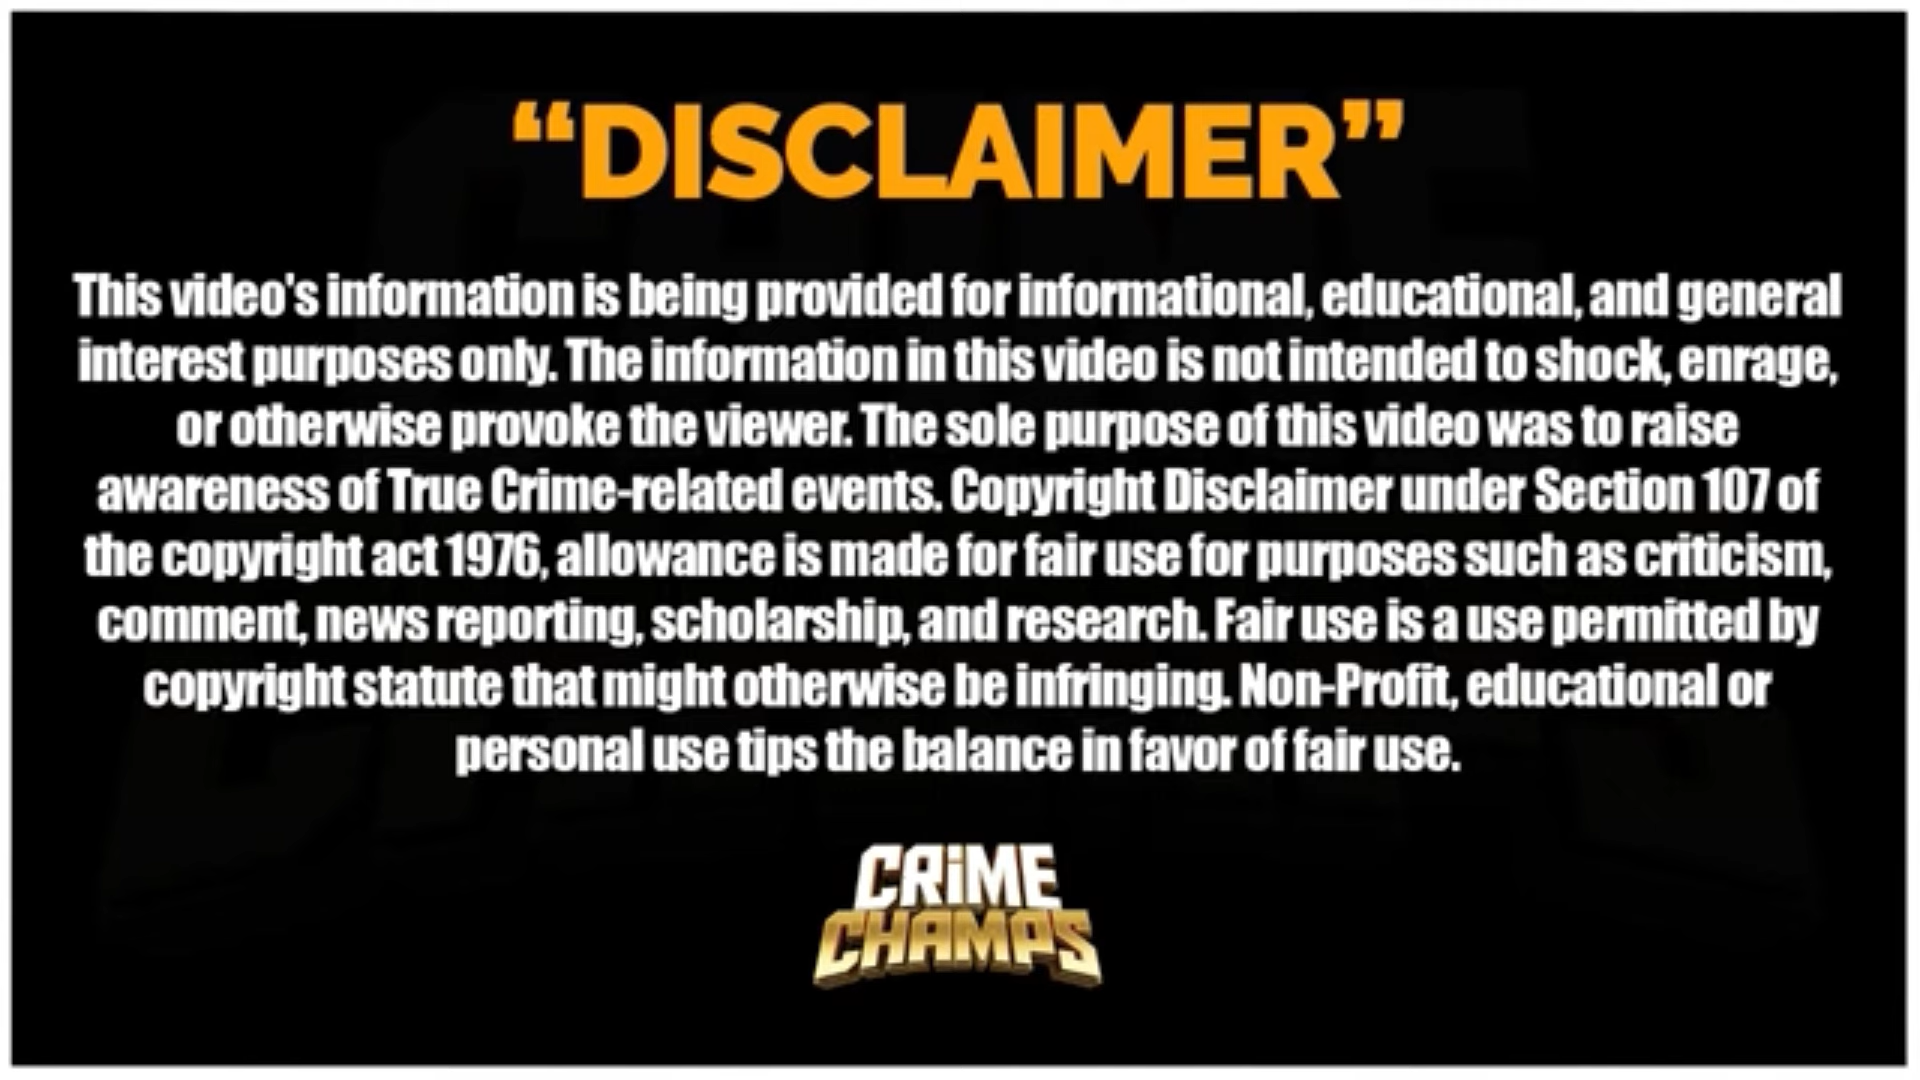 “DISCLAIMER”
This video's information is being provided for informational, educational, and general
interest purposes only. The information in this video is not intended to shock, enrage,
or otherwise provoke the viewer. The sole purpose of this video was to raise
awareness of True Crime-related events. Copyright Disclaimer under Section 107 of
the copyright act 1976, allowance is made for fair use for purposes such as criticism,
comment, news reporting, scholarship, and research. Fair use is a use permitted by
copyright statute that might otherwise be infringing. Non-Profit, educational or
personal use tips the balance in favor of fair use.
CRiME
CHAMPS